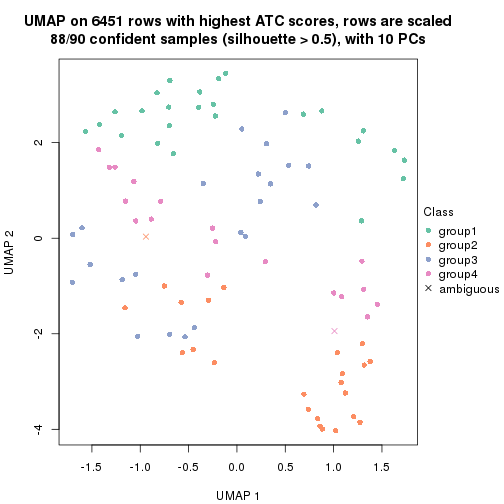 UMAP on 6451 rows with highest ATC scores, rows are scaled
88/90 confident samples (silhouette > 0.5), with 10 PCs
2
0
-2
-4
UMAP 2
-1.5 -1.0 -0.5 0.0 0.5 1.0 1.5
UMAP 1
Class
group1
group2
group3
group4
ambiguous